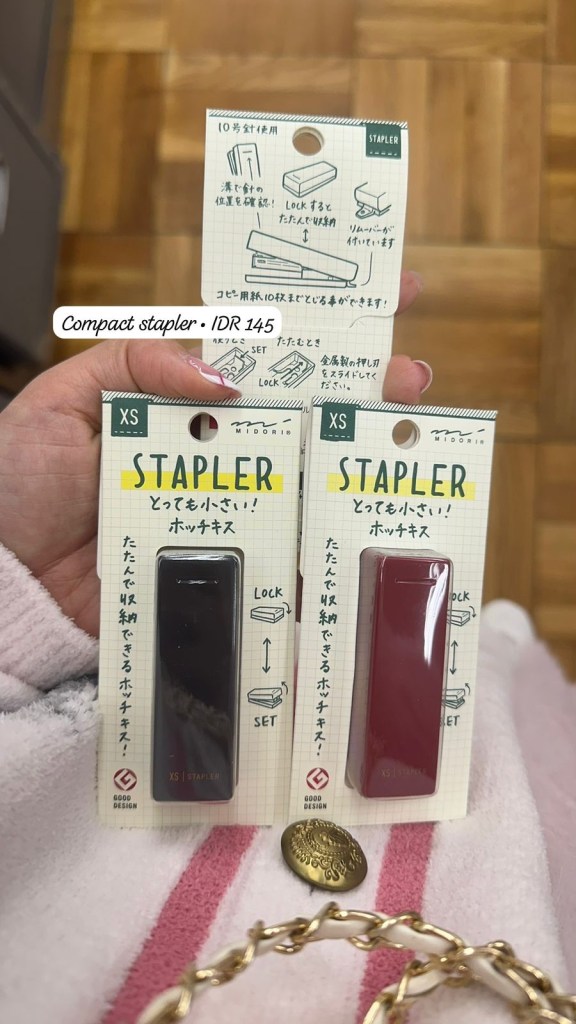 10号針使用
STAPLER
溝で針の
位置を確認!
LOCKすると
たたんで収納
リムーバーが
付いています
コピー用紙10枚までとじる事ができます!
Compact stapler • IDR 145
SET
LOCK
たたむとき
金属製の押し刃
をスライドしてく
ださい。
XS
MIDORI®
STAPLER
とっても小さい!
ホッチキス
たたんで収納できるホッチキス!
LOCK
SET
XS | STAPLER
GOOD
DESIGN
XS
MIDORI®
STAPLER
とっても小さい!
ホッチキス
たたんで収納できるホッチキス!
LOCK
GOOD
DESIGN